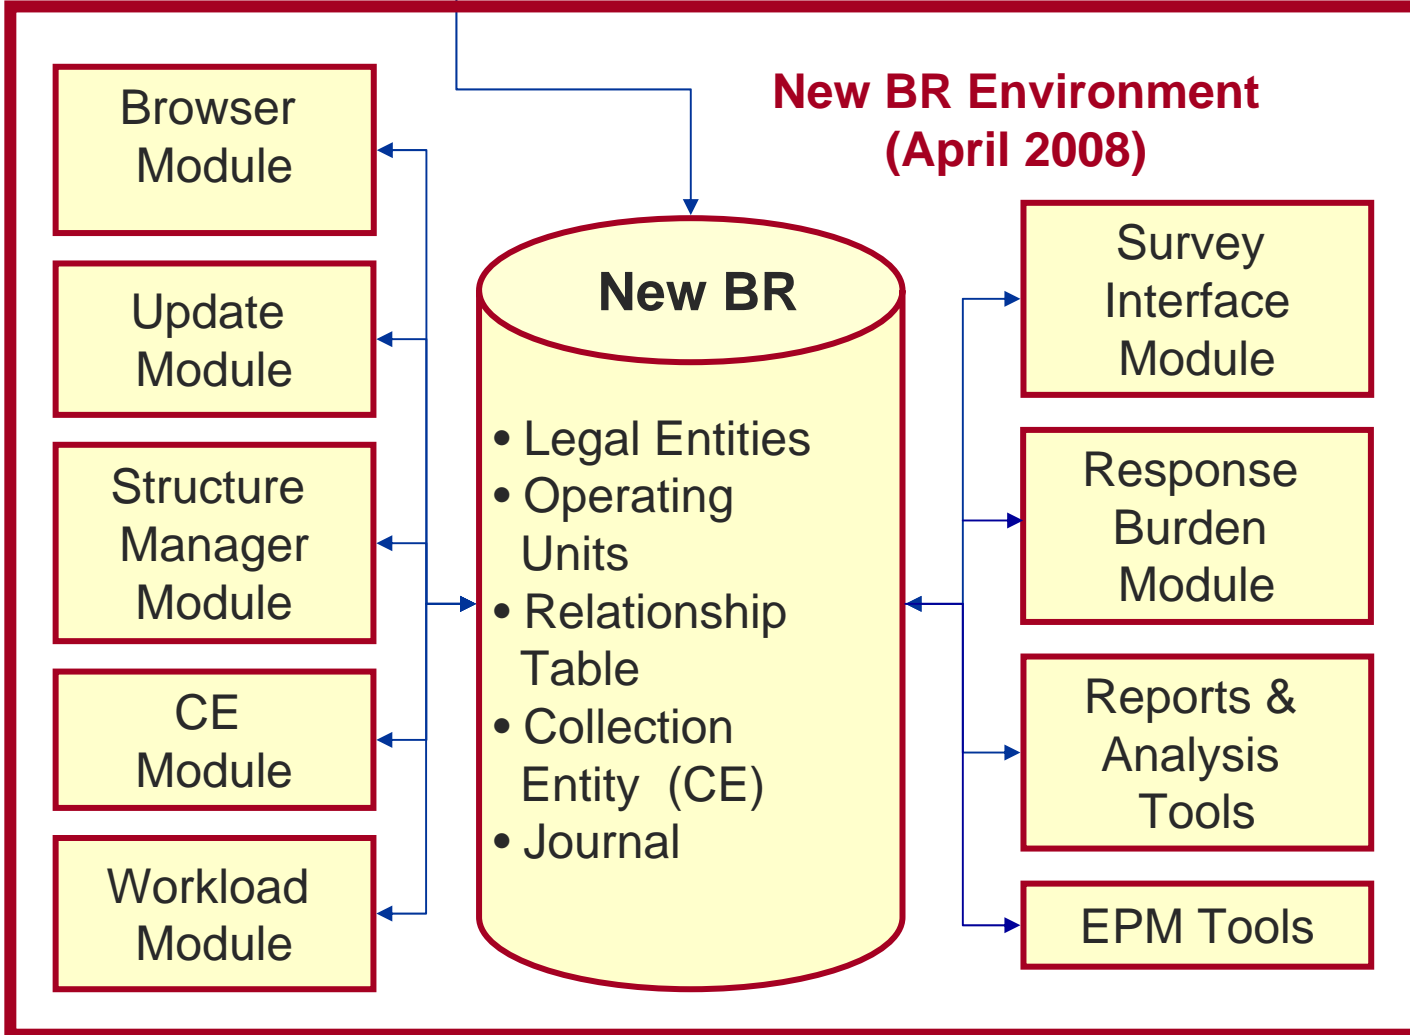 New BR Environment
(April 2008)
Browser
Module
Update
Module
Structure
Manager
Module
CE
Module
Workload
Module
New BR
• Legal Entities
• Operating
Units
• Relationship
Table
• Collection
Entity (CE)
• Journal
Survey
Interface
Module
Response
Burden
Module
Reports &
Analysis
Tools
EPM Tools